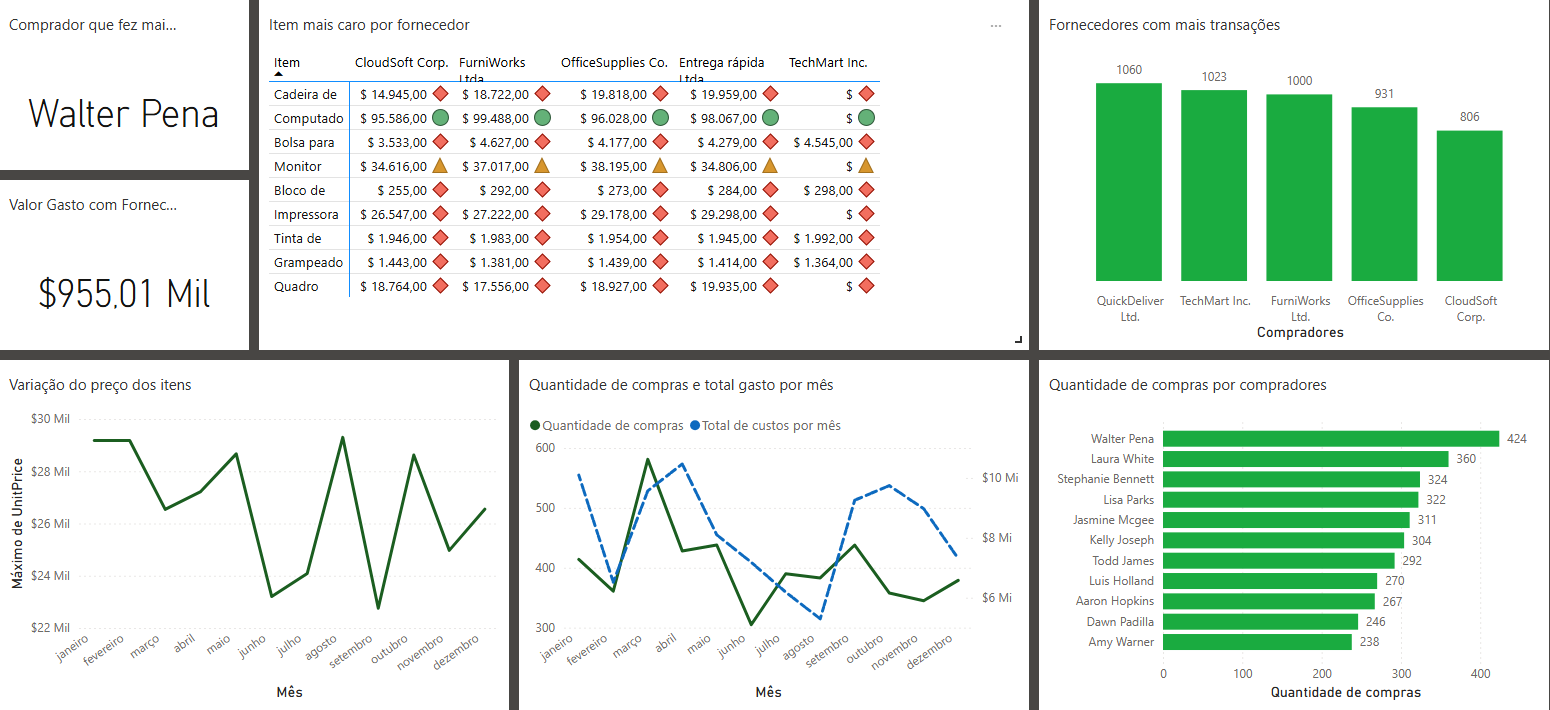 Comprador que fez mai...
Walter Pena
Valor Gasto com Fornec...
$955,01 Mil
Item mais caro por fornecedor
...
Item CloudSoft Corp. FurniWorks Ltda OfficeSupplies Co. Entrega rápida Ltda TechMart Inc.
Cadeira de $ 14.945,00 $ 18.722,00 $ 19.818,00 $ 19.959,00 $
Computado $ 95.586,00 $ 99.488,00 $ 96.028,00 $ 98.067,00 $
Bolsa para $ 3.533,00 $ 4.627,00 $ 4.177,00 $ 4.279,00 $ 4.545,00
Monitor $ 34.616,00 $ 37.017,00 $ 38.195,00 $ 34.806,00 $
Bloco de $ 255,00 $ 292,00 $ 273,00 $ 284,00 $ 298,00
Impressora $ 26.547,00 $ 27.222,00 $ 29.178,00 $ 29.298,00 $
Tinta de $ 1.946,00 $ 1.983,00 $ 1.954,00 $ 1.945,00 $ 1.992,00
Grampeado $ 1.443,00 $ 1.381,00 $ 1.439,00 $ 1.414,00 $ 1.364,00
Quadro $ 18.764,00 $ 17.556,00 $ 18.927,00 $ 19.935,00 $
Fornecedores com mais transações
1060 1023 1000 931 806
QuickDeliver TechMart Inc. FurniWorks OfficeSupplies CloudSoft
Ltd. Ltd. Co. Corp.
Compradores
Variação do preço dos itens
Máximo de UnitPrice
$30 Mil
$28 Mil
$26 Mil
$24 Mil
$22 Mil
janeiro fevereiro março abril maio junho julho agosto setembro outubro novembro dezembro
Mês
Quantidade de compras e total gasto por mês
Quantidade de compras Total de custos por mês
600
500
400
300
$10 Mi
$8 Mi
$6 Mi
janeiro fevereiro março abril maio junho julho agosto setembro outubro novembro dezembro
Mês
Quantidade de compras por compradores
Walter Pena 424
Laura White 360
Stephanie Bennett 324
Lisa Parks 322
Jasmine Mcgee 311
Kelly Joseph 304
Todd James 292
Luis Holland 270
Aaron Hopkins 267
Dawn Padilla 246
Amy Warner 238
0 100 200 300 400
Quantidade de compras